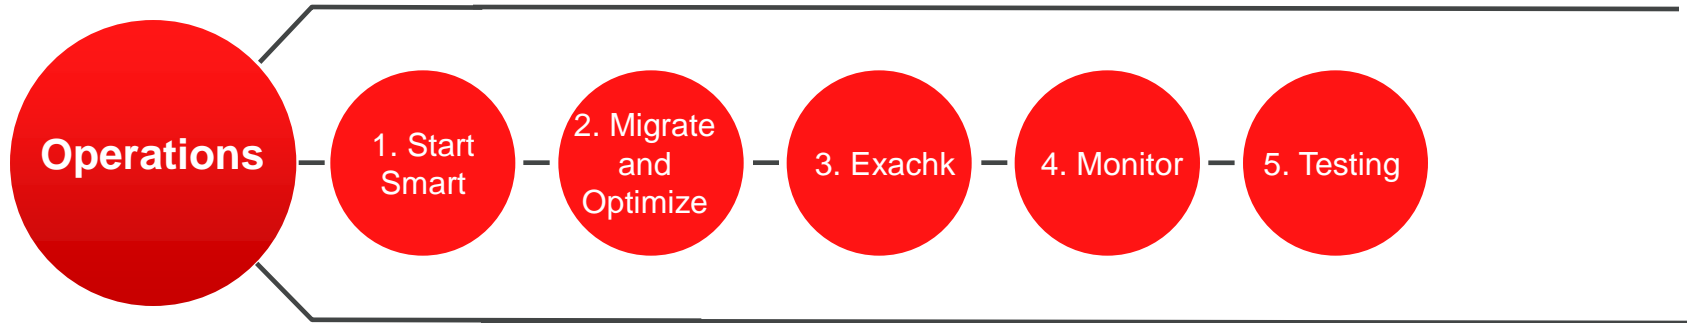 Operations
1. Start
Smart
2. Migrate
and
Optimize
3. Exachk
4. Monitor
5. Testing